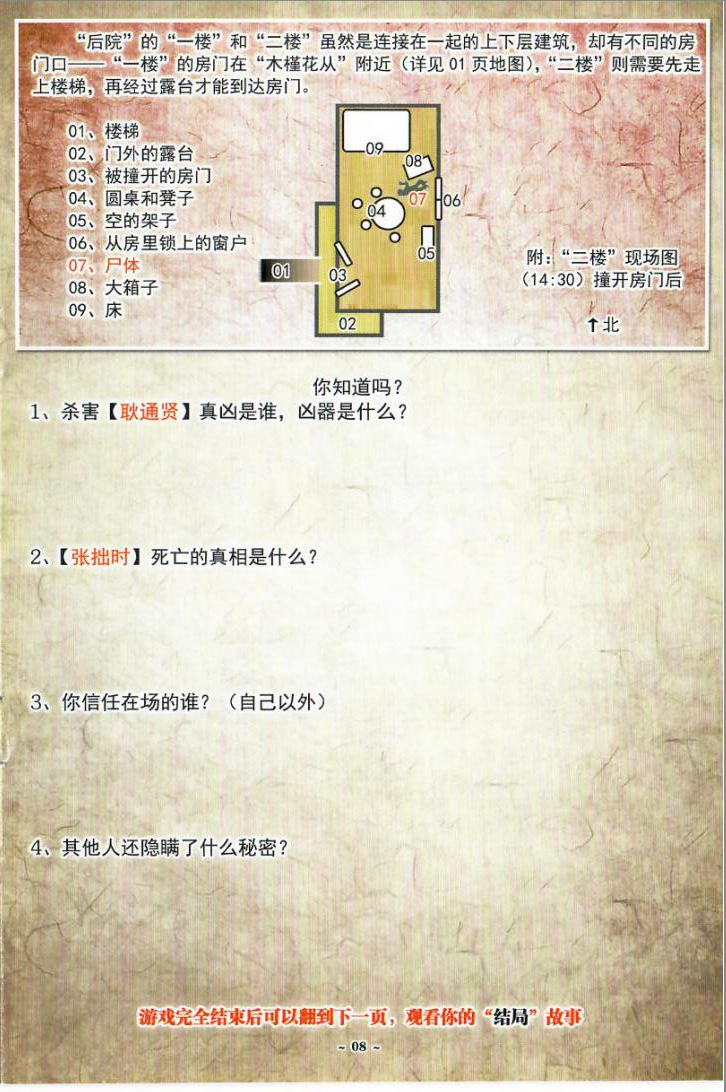 “后院”的“一楼”和“二楼”虽然是连接在一起的上下层建筑，却有不同的房
门口——“一楼”的房门在“木槿花从”附近（详见01页地图），“二楼”则需要先走
上楼梯，再经过露台才能到达房门。
01、楼梯
02、门外的露台
03、被撞开的房门
04、圆桌和凳子
05、空的架子
06、从房里锁上的窗户
07、尸体
08、大箱子
09、床
09
08
07
06
04
05
01
03
02
附：“二楼”现场图
（14:30）撞开房门后
↑北
你知道吗？
1、杀害【耿通贤】真凶是谁，凶器是什么？
2、【张拙时】死亡的真相是什么？
3、你信任在场的谁？（自己以外）
4、其他人还隐瞒了什么秘密？
游戏完全结束后可以翻到下一页，观看你的“结局”故事
~ 08 ~